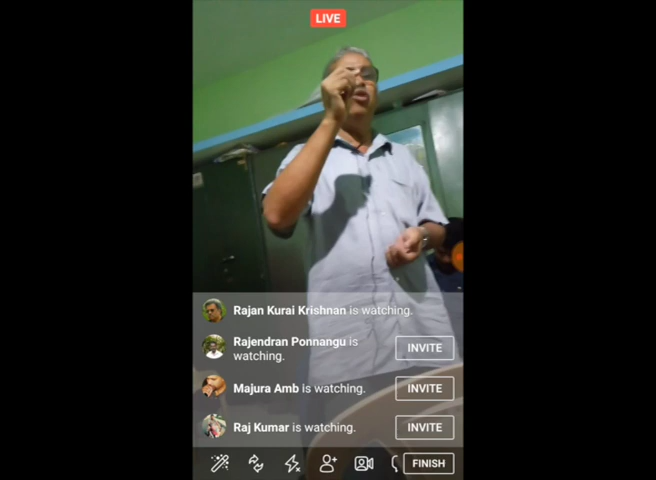 LIVE
Rajan Kurai Krishnan is watching.
Rajendran Ponnangu is
watching.
INVITE
Majura Amb is watching.
INVITE
Raj Kumar is watching.
INVITE
FINISH